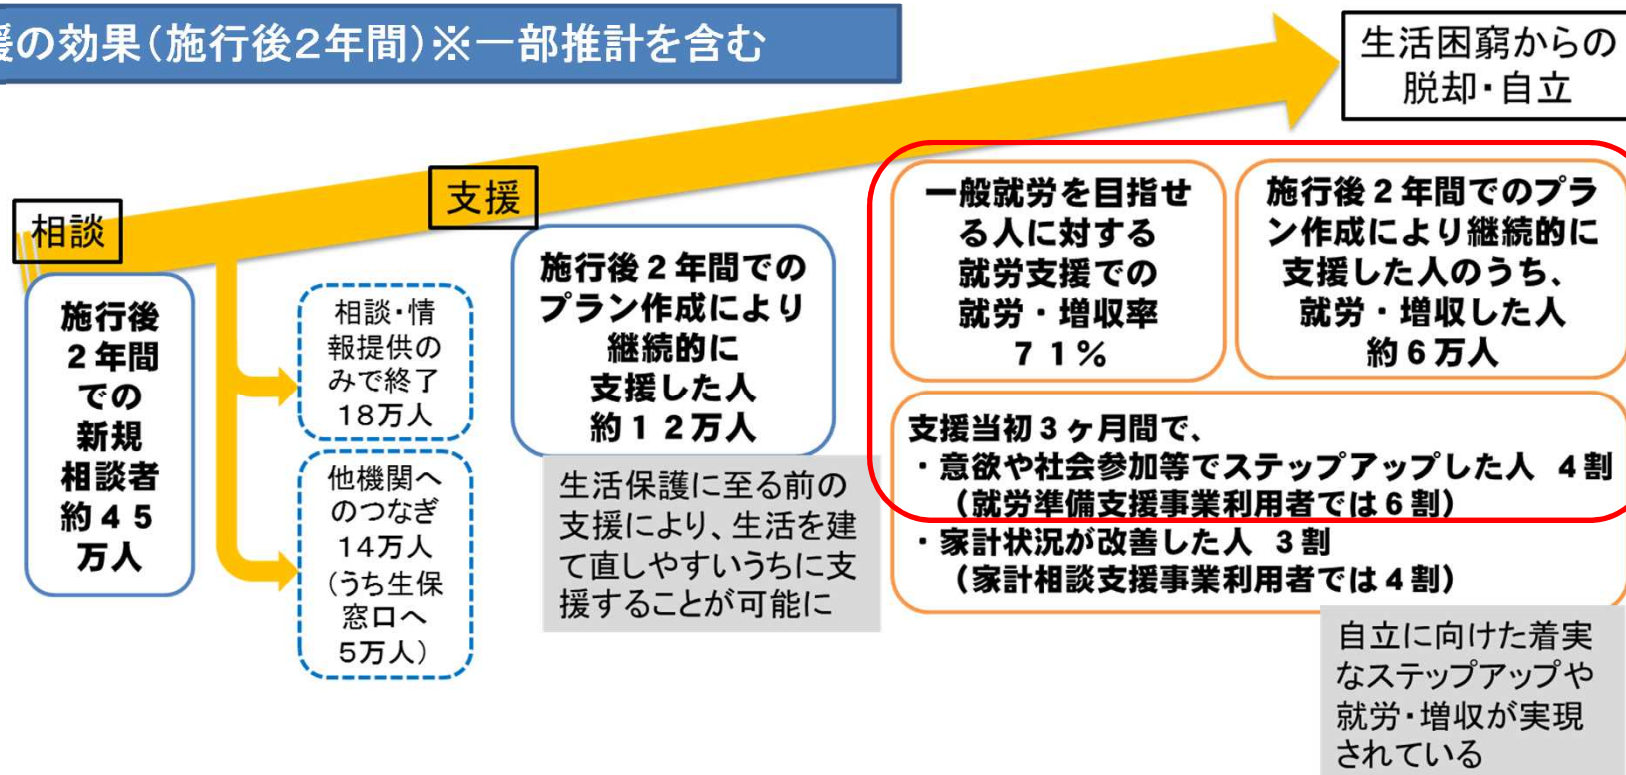 援の効果(施行後2年間)※一部推計を含む
生活困窮からの
脱却・自立
相談
支援
施行後
２年間
での
新規
相談者
約４５
万人
相談・情
報提供の
みで終了
18万人
他機関へ
のつなぎ
14万人
(うち生保
窓口へ
5万人)
施行後２年間での
プラン作成により
継続的に
支援した人
約１２万人
生活保護に至る前の
支援により、生活を建
て直しやすいうちに支
援することが可能に
一般就労を目指せ
る人に対する
就労支援での
就労・増収率
７１％
施行後２年間でのプラ
ン作成により継続的に
支援した人のうち、
就労・増収した人
約６万人
支援当初３ヶ月間で、
・意欲や社会参加等でステップアップした人 ４割
（就労準備支援事業利用者では６割）
・家計状況が改善した人 ３割
（家計相談支援事業利用者では４割）
自立に向けた着実
なステップアップや
就労・増収が実現
されている